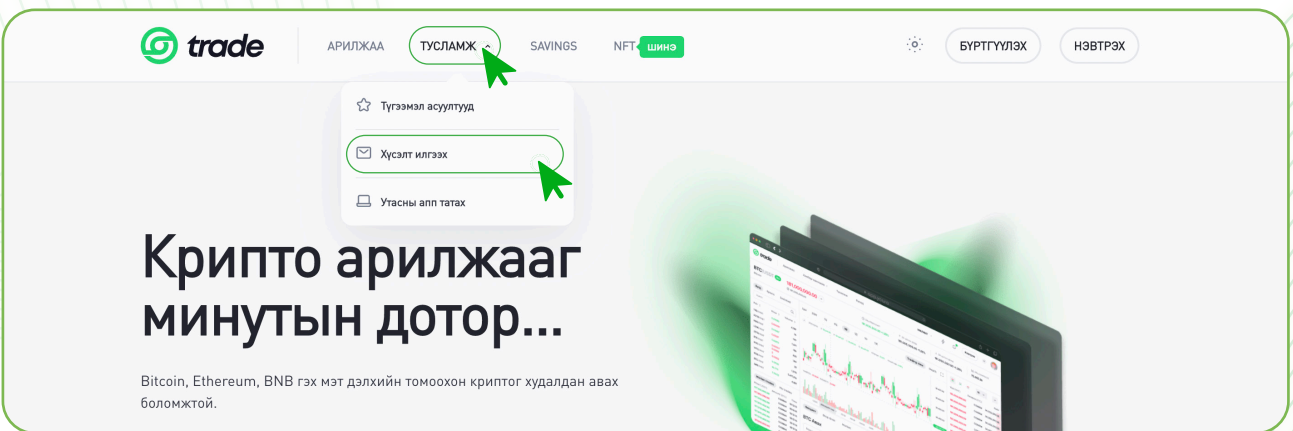 trade
АРИЛЖАА
ТУСЛАМЖ
SAVINGS
NFT
шинэ
БҮРТГҮҮЛЭХ
НЭВТРЭХ
Түгээмэл асуултууд
Хүсэлт илгээх
Утасны апп татах
Крипто арилжааг
минутын дотор...
Bitcoin, Ethereum, BNB гэх мэт дэлхийн томоохон криптог худалдан авах
боломжтой.
trade